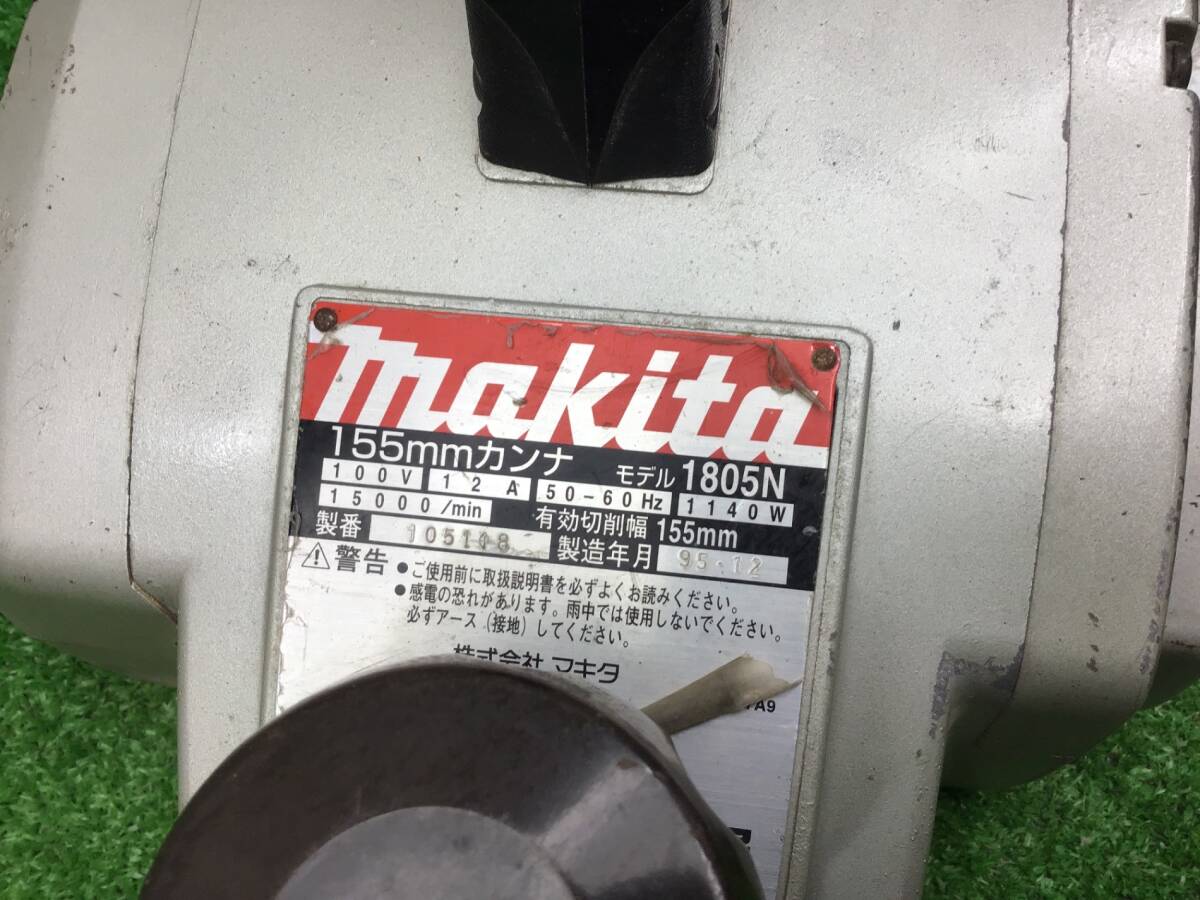 makita
155mmカンナ モデル 1805N
100V 12A 50-60Hz 1140W
15000/min 有効切削幅 155mm
製番 105118 製造年月 95-12
⚠警告 ●ご使用前に取扱説明書を必ずよくお読みください。
●感電の恐れがあります。雨中では使用しないでください。
必ずアース（接地）してください。
株式会社 マキタ